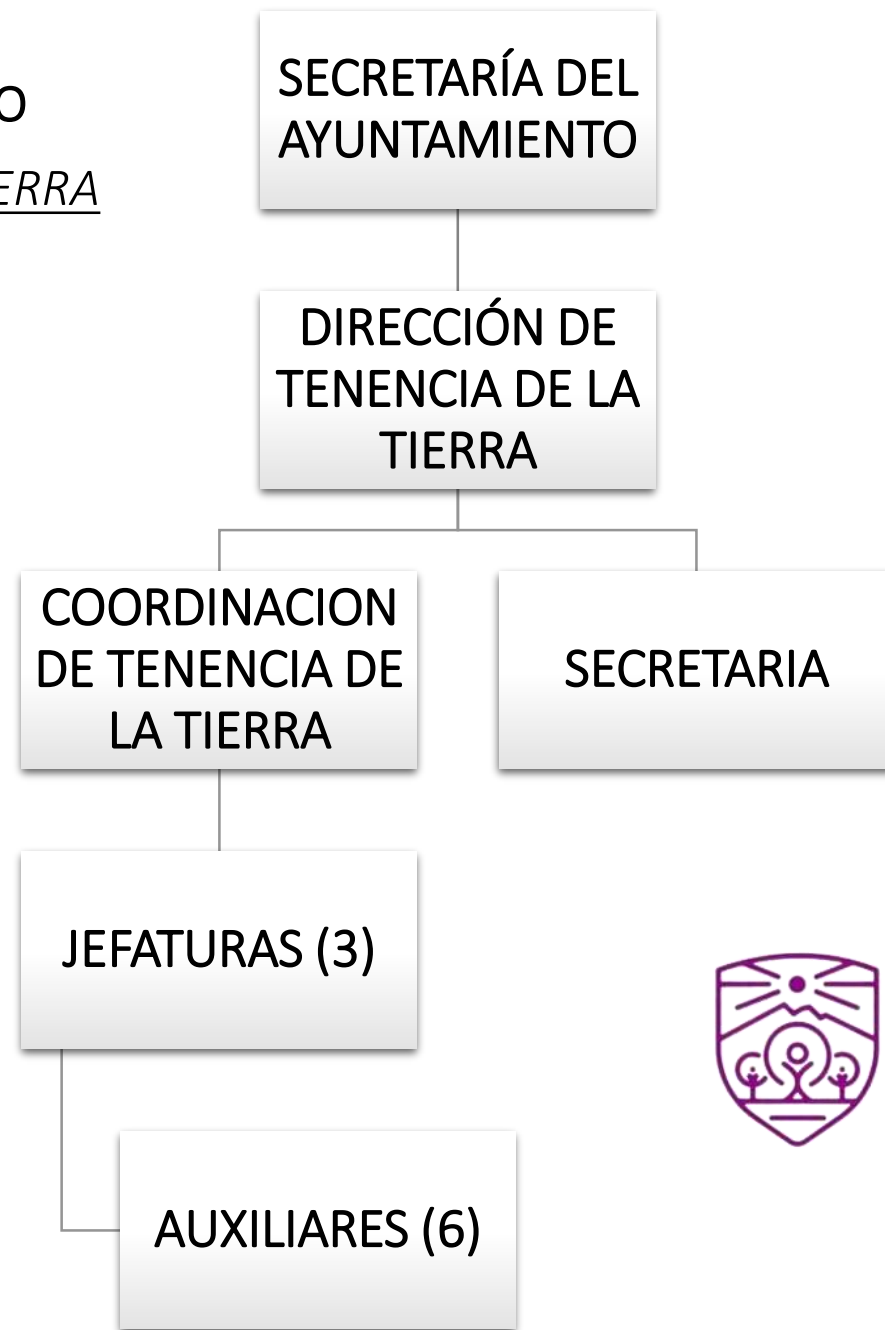 O
ERRA
SECRETARÍA DEL
AYUNTAMIENTO
DIRECCIÓN DE
TENENCIA DE LA
TIERRA
COORDINACION
DE TENENCIA DE
LA TIERRA
SECRETARIA
JEFATURAS (3)
AUXILIARES (6)